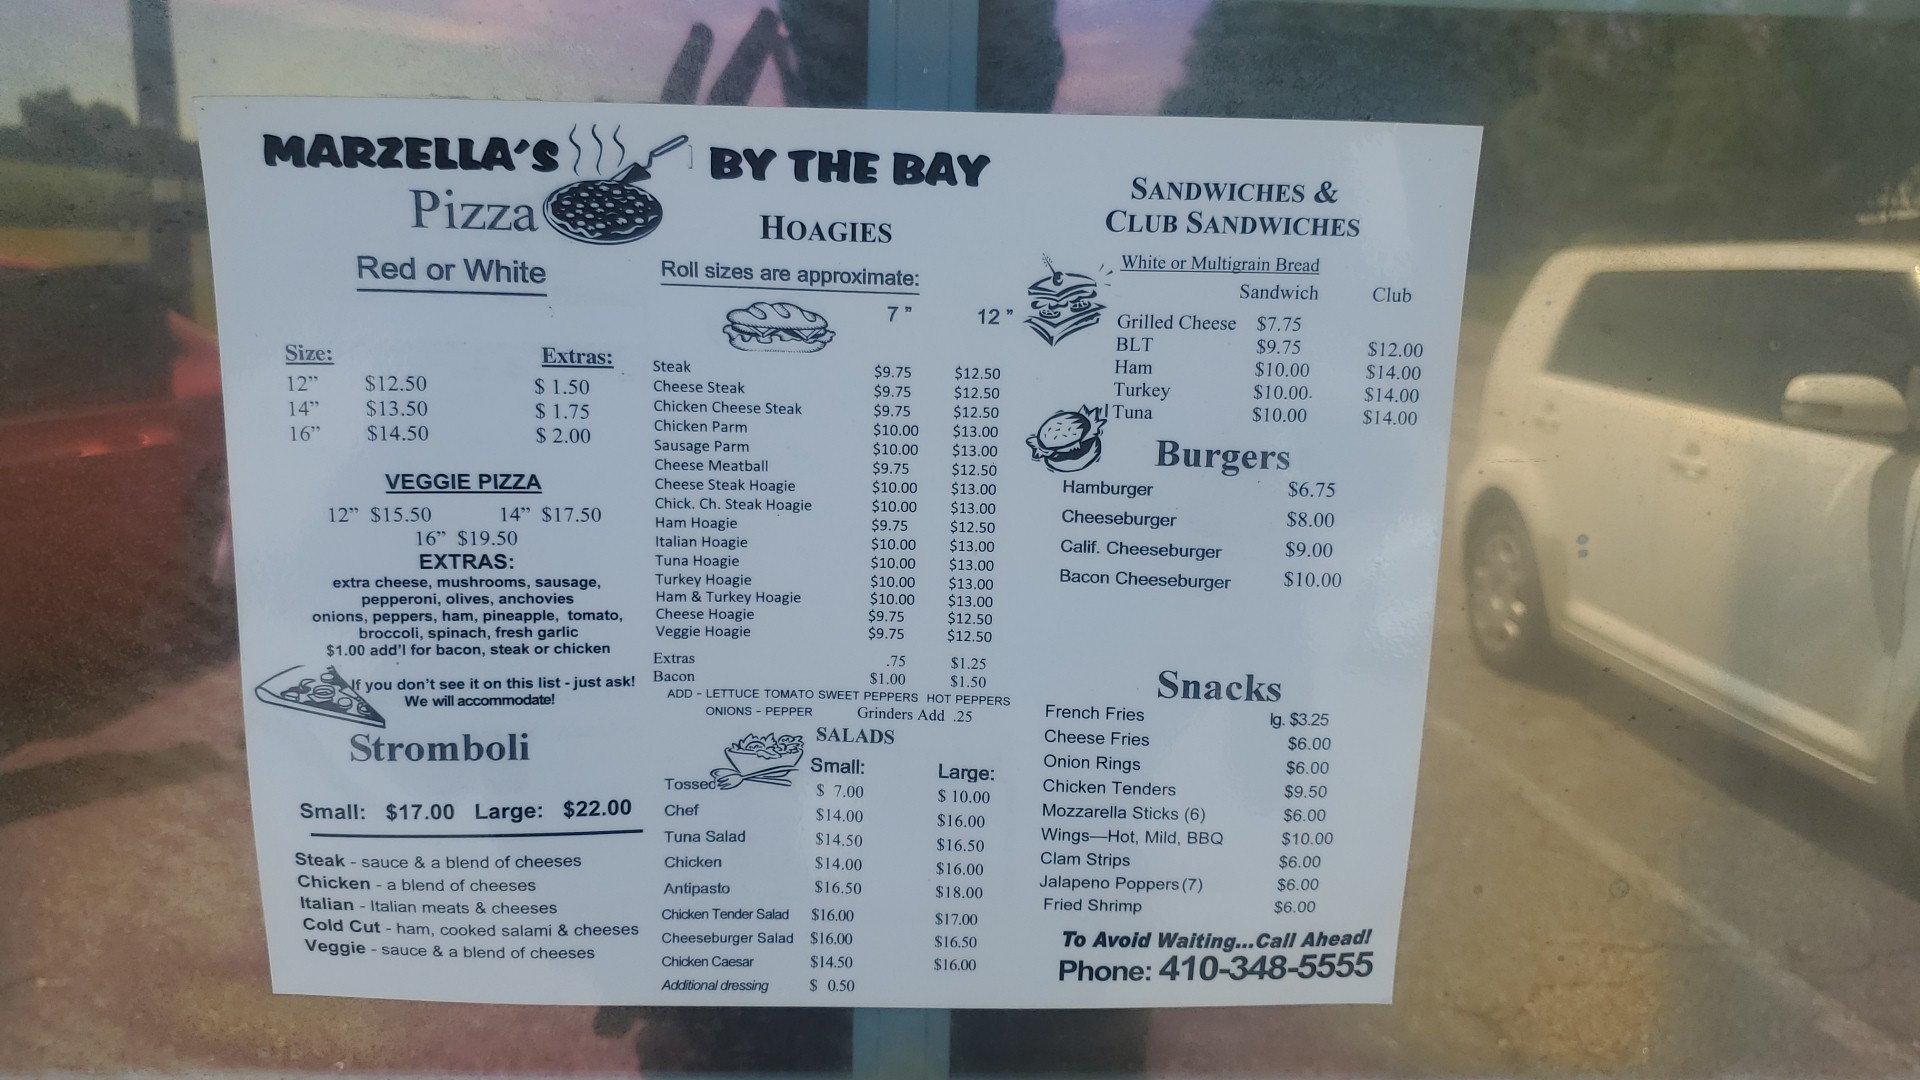 MARZELLA'S BY THE BAY
Pizza
Red or White
Size: Extras:
12” $12.50 $ 1.50
14” $13.50 $ 1.75
16” $14.50 $ 2.00
VEGGIE PIZZA
12” $15.50 14” $17.50
16” $19.50
EXTRAS:
extra cheese, mushrooms, sausage,
pepperoni, olives, anchovies
onions, peppers, ham, pineapple, tomato,
broccoli, spinach, fresh garlic
$1.00 add'l for bacon, steak or chicken
If you don't see it on this list - just ask!
We will accommodate!
Stromboli
Small: $17.00 Large: $22.00
Steak - sauce & a blend of cheeses
Chicken - a blend of cheeses
Italian - Italian meats & cheeses
Cold Cut - ham, cooked salami & cheeses
Veggie - sauce & a blend of cheeses
HOAGIES
Roll sizes are approximate:
7 ” 12 ”
Steak $9.75 $12.50
Cheese Steak $9.75 $12.50
Chicken Cheese Steak $9.75 $12.50
Chicken Parm $10.00 $13.00
Sausage Parm $10.00 $13.00
Cheese Meatball $9.75 $12.50
Cheese Steak Hoagie $10.00 $13.00
Chick. Ch. Steak Hoagie $10.00 $13.00
Ham Hoagie $9.75 $12.50
Italian Hoagie $10.00 $13.00
Tuna Hoagie $10.00 $13.00
Turkey Hoagie $10.00 $13.00
Ham & Turkey Hoagie $10.00 $13.00
Cheese Hoagie $9.75 $12.50
Veggie Hoagie $9.75 $12.50
Extras .75 $1.25
Bacon $1.00 $1.50
ADD - LETTUCE TOMATO SWEET PEPPERS HOT PEPPERS
ONIONS - PEPPER Grinders Add .25
SALADS
Small: Large:
Tossed $ 7.00 $ 10.00
Chef $14.00 $16.00
Tuna Salad $14.50 $16.50
Chicken $14.00 $16.00
Antipasto $16.50 $18.00
Chicken Tender Salad $16.00 $17.00
Cheeseburger Salad $16.00 $16.50
Chicken Caesar $14.50 $16.00
Additional dressing $ 0.50
SANDWICHES &
CLUB SANDWICHES
White or Multigrain Bread
Sandwich Club
Grilled Cheese $7.75
BLT $9.75 $12.00
Ham $10.00 $14.00
Turkey $10.00. $14.00
Tuna $10.00 $14.00
Burgers
Hamburger $6.75
Cheeseburger $8.00
Calif. Cheeseburger $9.00
Bacon Cheeseburger $10.00
Snacks
French Fries lg. $3.25
Cheese Fries $6.00
Onion Rings $6.00
Chicken Tenders $9.50
Mozzarella Sticks (6) $6.00
Wings—Hot, Mild, BBQ $10.00
Clam Strips $6.00
Jalapeno Poppers (7) $6.00
Fried Shrimp $6.00
To Avoid Waiting...Call Ahead!
Phone: 410-348-5555